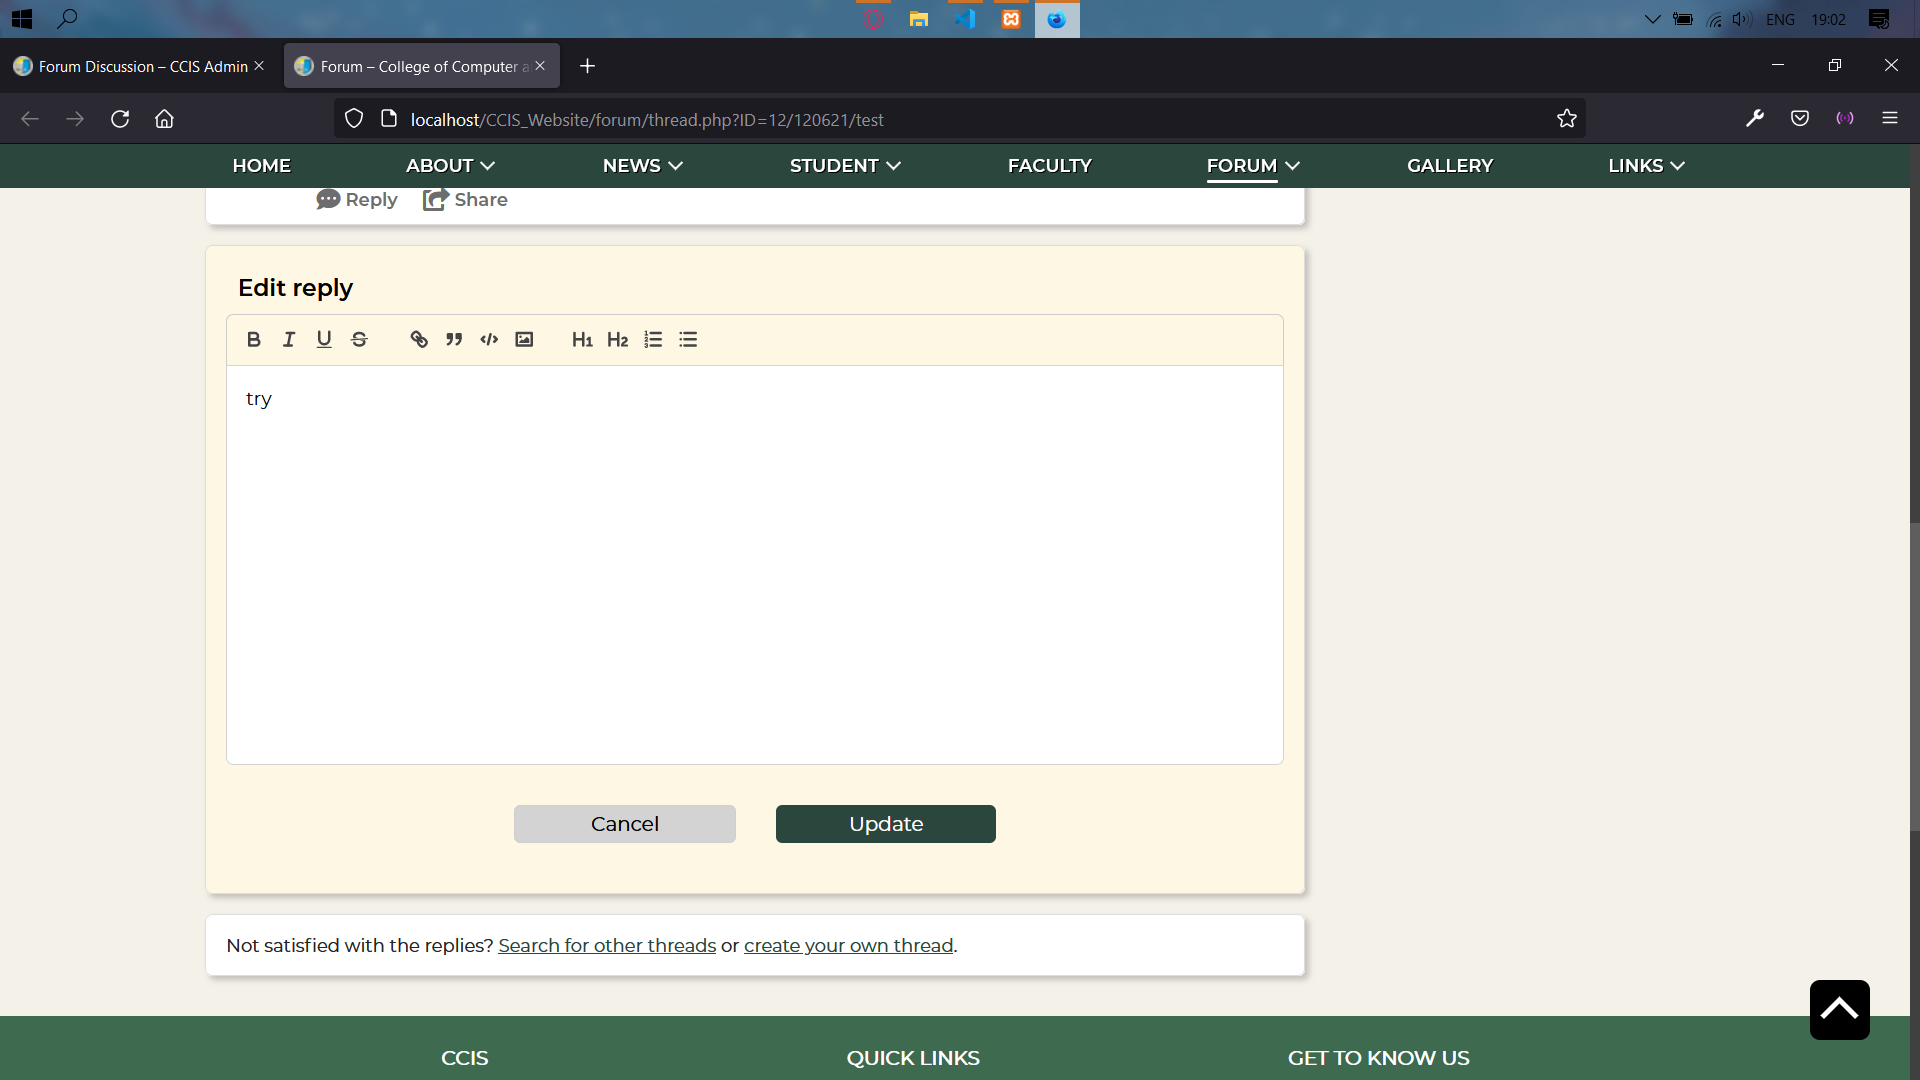 ENG 19:02
Forum Discussion – CCIS Admin
Forum – College of Computer a
localhost/CCIS_Website/forum/thread.php?ID=12/120621/test
HOME ABOUT NEWS STUDENT FACULTY FORUM GALLERY LINKS
Reply Share
Edit reply
B I U S H1 H2
try
Cancel Update
Not satisfied with the replies? Search for other threads or create your own thread.
CCIS QUICK LINKS GET TO KNOW US